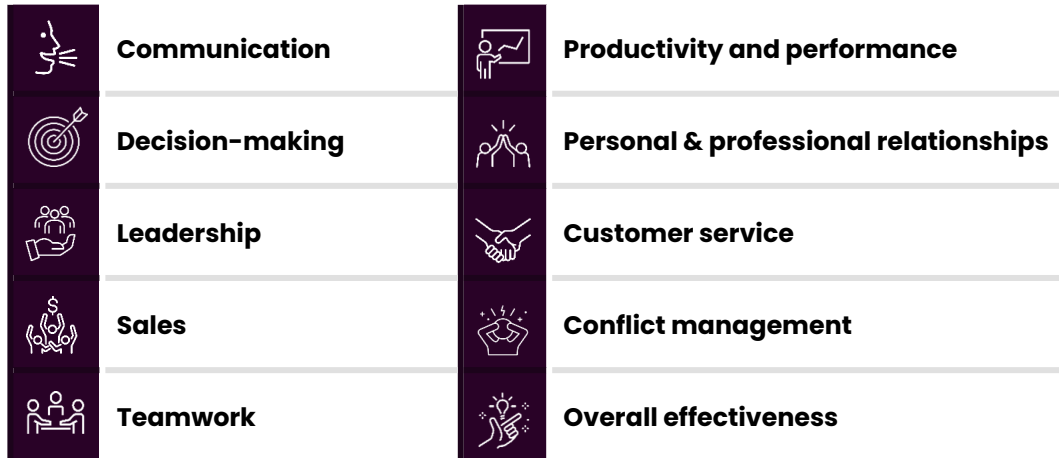 Communication
Decision-making
Leadership
Sales
$
Teamwork
Productivity and performance
Personal & professional relationships
Customer service
Conflict management
Overall effectiveness